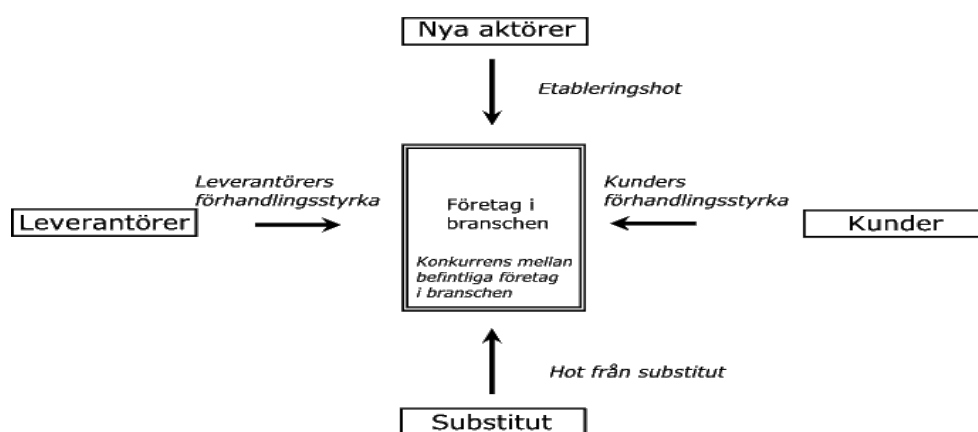 Nya aktörer
Etableringshot
Leverantörers
förhandlingsstyrka
Leverantörer
Företag i
branschen
Konkurrens mellan
befintliga företag
i branschen
Kunders
förhandlingsstyrka
Kunder
Hot från substitut
Substitut